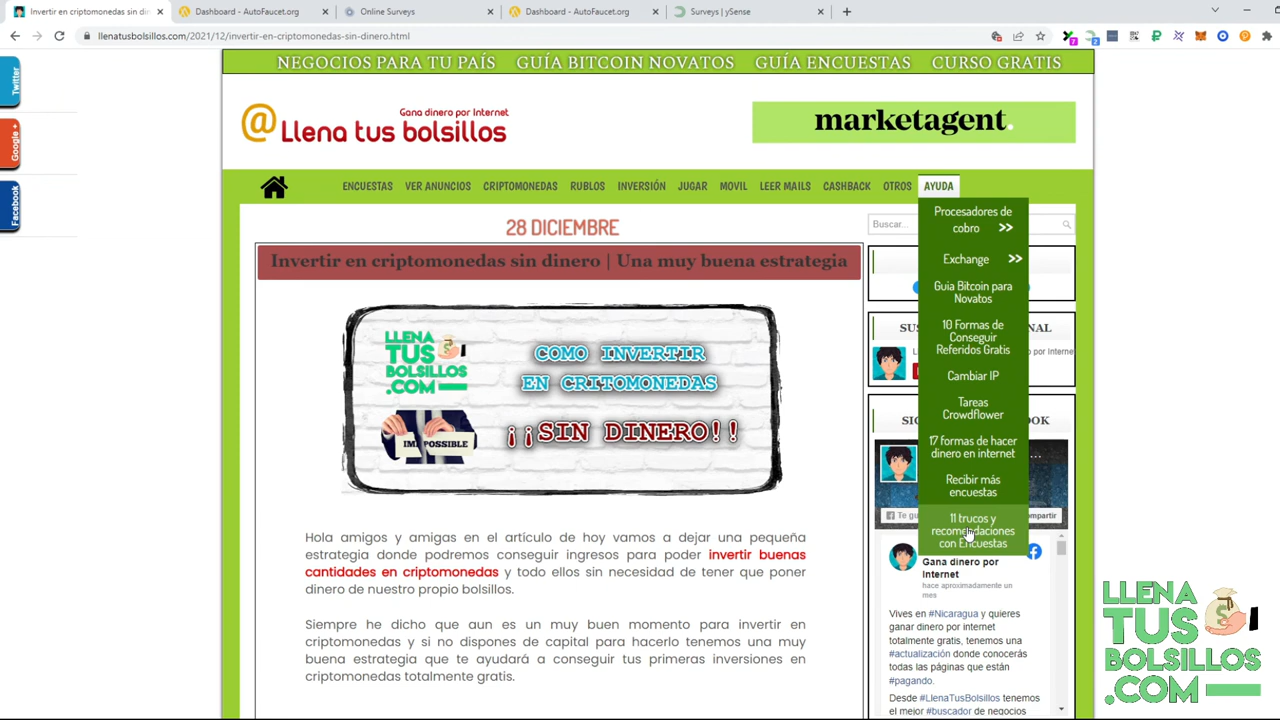 Invertir en criptomonedas sin di
Dashboard - AutoFaucet.org
Online Surveys
Dashboard - AutoFaucet.org
Surveys | ySense
llenatusbolsillos.com/2021/12/invertir-en-criptomonedas-sin-dinero.html
7
2
NEGOCIOS PARA TU PAÍS GUÍA BITCOIN NOVATOS GUÍA ENCUESTAS CURSO GRATIS
Twitter
Google +
Facebook
Gana dinero por Internet
@ Llena tus bolsillos
marketagent.
ENCUESTAS VER ANUNCIOS CRIPTOMONEDAS RUBLOS INVERSIÓN JUGAR MOVIL LEER MAILS CASHBACK OTROS AYUDA
28 DICIEMBRE
Invertir en criptomonedas sin dinero | Una muy buena estrategia
LLENA
TUS
BOLSILLOS
.COM
COMO INVERTIR
EN CRITOMONEDAS
¡¡SIN DINERO!!
IMPOSSIBLE
Hola amigos y amigas en el artículo de hoy vamos a dejar una pequeña
estrategia donde podremos conseguir ingresos para poder invertir buenas
cantidades en criptomonedas y todo ellos sin necesidad de tener que poner
dinero de nuestro propio bolsillos.
Siempre he dicho que aun es un muy buen momento para invertir en
criptomonedas y si no dispones de capital para hacerlo tenemos una muy
buena estrategia que te ayudará a conseguir tus primeras inversiones en
criptomonedas totalmente gratis.
Buscar...
Procesadores de
cobro >>
Exchange >>
Guia Bitcoin para
Novatos
10 Formas de
Conseguir
Referidos Gratis
Cambiar IP
Tareas
Crowdflower
17 formas de hacer
dinero en internet
Recibir más
encuestas
11 trucos y
recomendaciones
con Encuestas
Gana dinero por
Internet
hace aproximadamente un
mes
Vives en #Nicaragua y quieres
ganar dinero por internet
totalmente gratis, tenemos una
#actualización donde conocerás
todas las páginas que están
#pagando.
Desde #LlenaTusBolsillos tenemos
el mejor #buscador de negocios
LLENA
TUS
BOLSILLOS
.COM